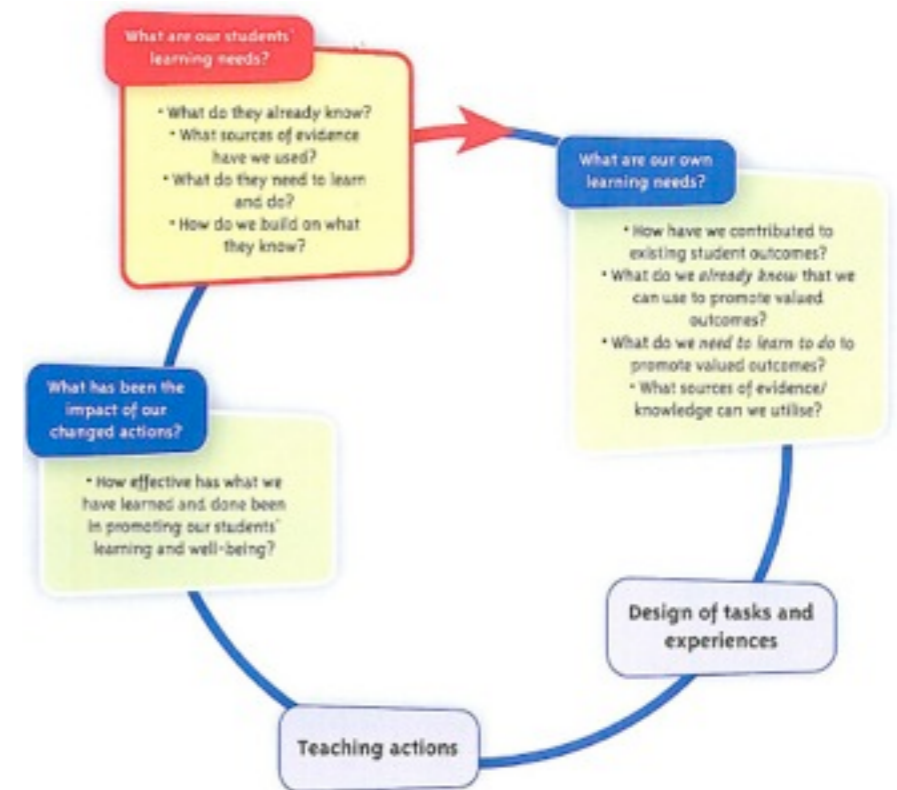 What are our students'
learning needs?
• What do they already know?
• What sources of evidence
have we used?
• What do they need to learn
and do?
• How do we build on what
they know?
What are our own
learning needs?
• How have we contributed to
existing student outcomes?
• What do we already know that we
can use to promote valued
outcomes?
• What do we need to learn to do to
promote valued outcomes?
• What sources of evidence/
knowledge can we utilise?
Design of tasks and
experiences
Teaching actions
What has been the
impact of our
changed actions?
• How effective has what we
have learned and done been
in promoting our students'
learning and well-being?